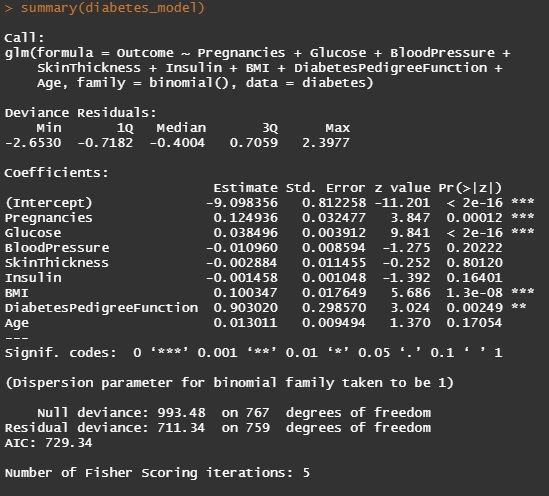 > summary(diabetes_model)
Call:
glm(formula = Outcome ~ Pregnancies + Glucose + BloodPressure +
    SkinThickness + Insulin + BMI + DiabetesPedigreeFunction +
    Age, family = binomial(), data = diabetes)
Deviance Residuals:
    Min      1Q  Median      3Q     Max
-2.6530 -0.7182 -0.4004  0.7059  2.3977
Coefficients:
                          Estimate Std. Error z value Pr(>|z|)
(Intercept)              -9.098356   0.812258 -11.201  < 2e-16 ***
Pregnancies               0.124936   0.032477   3.847  0.00012 ***
Glucose                   0.038496   0.003912   9.841  < 2e-16 ***
BloodPressure            -0.010960   0.008594  -1.275  0.20222
SkinThickness            -0.002884   0.011455  -0.252  0.80120
Insulin                  -0.001458   0.001048  -1.392  0.16401
BMI                       0.100347   0.017649   5.686  1.3e-08 ***
DiabetesPedigreeFunction  0.903020   0.298570   3.024  0.00249 **
Age                       0.013011   0.009494   1.370  0.17054
---
Signif. codes:  0 ‘***’ 0.001 ‘**’ 0.01 ‘*’ 0.05 ‘.’ 0.1 ‘ ’ 1
(Dispersion parameter for binomial family taken to be 1)
    Null deviance: 993.48  on 767  degrees of freedom
Residual deviance: 711.34  on 759  degrees of freedom
AIC: 729.34
Number of Fisher Scoring iterations: 5